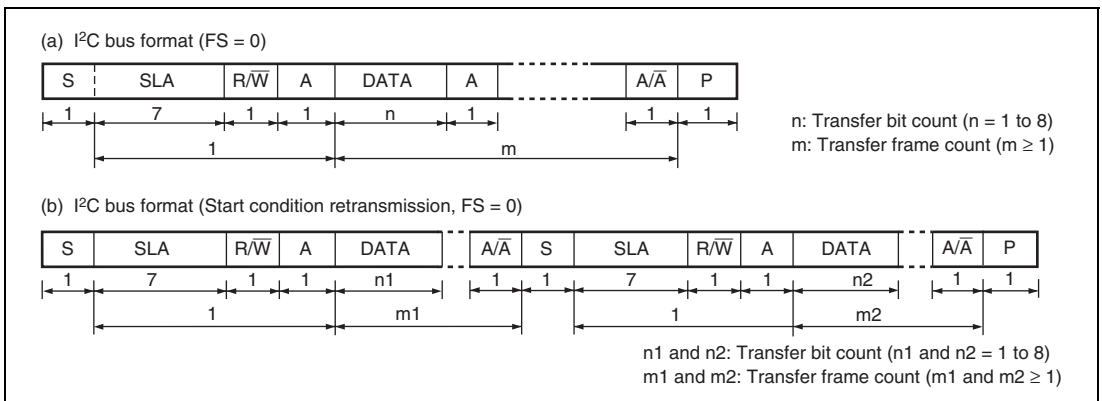 (a) I²C bus format (FS = 0)
S SLA R/W̅ A DATA A A/A̅ P
1 7 1 1 n 1 1 1
1 m
n: Transfer bit count (n = 1 to 8)
m: Transfer frame count (m ≥ 1)
(b) I²C bus format (Start condition retransmission, FS = 0)
S SLA R/W̅ A DATA A/A̅ S SLA R/W̅ A DATA A/A̅ P
1 7 1 1 n1 1 1 7 1 1 n2 1 1
1 m1 1 m2
n1 and n2: Transfer bit count (n1 and n2 = 1 to 8)
m1 and m2: Transfer frame count (m1 and m2 ≥ 1)